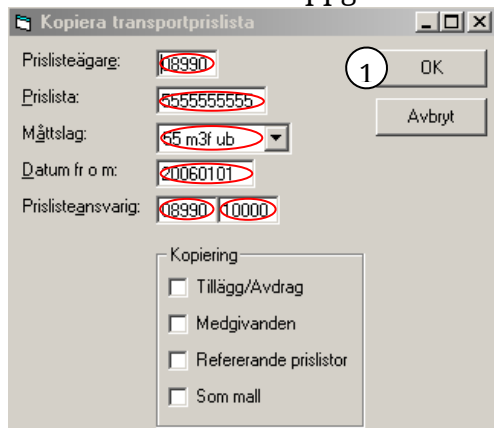 Kopiera transportprislista
Prislisteägare: 08990
1 OK
Prislista: 5555555555
Avbryt
Måttslag: 55 m3f ub
Datum fr o m: 20060101
Prislisteansvarig: 08990 10000
Kopiering
Tillägg/Avdrag
Medgivanden
Refererande prislistor
Som mall